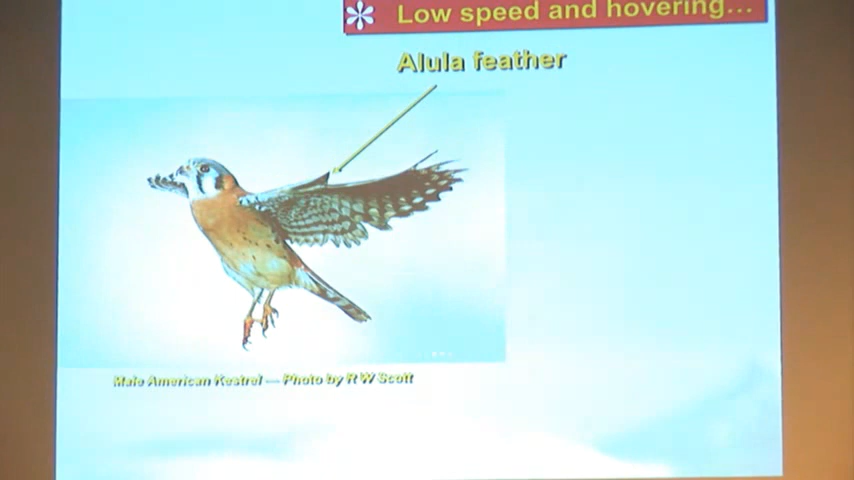 * Low speed and hovering...
Alula feather
Male American Kestrel — Photo by R W Scott